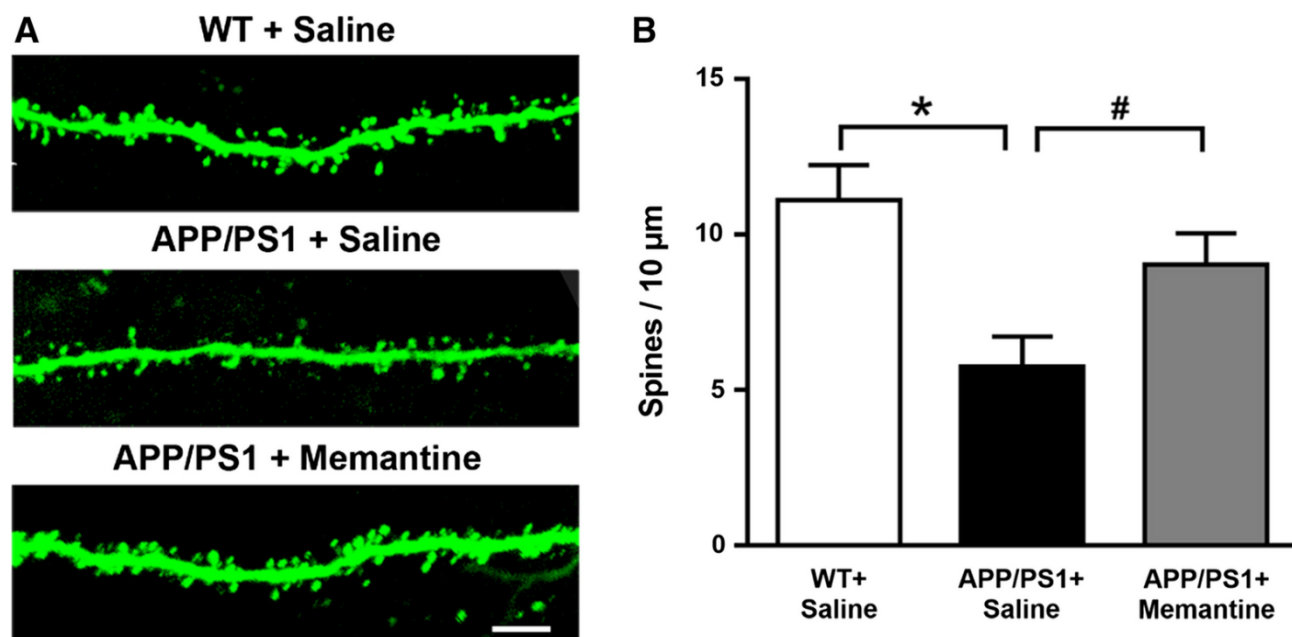 A
WT + Saline
APP/PS1 + Saline
APP/PS1 + Memantine
B
Spines / 10 µm
15
10
5
0
*
#
WT+
Saline
APP/PS1+
Saline
APP/PS1+
Memantine